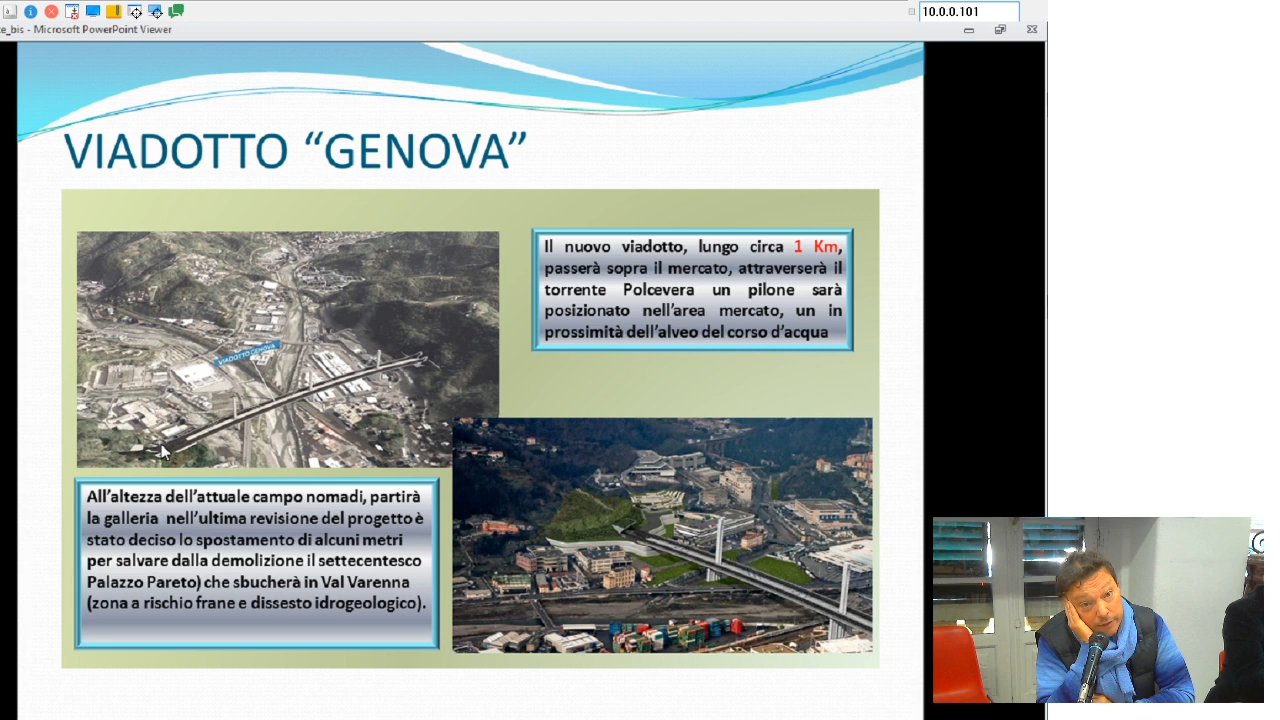 10.0.0.101
e_bis - Microsoft PowerPoint Viewer
VIADOTTO “GENOVA”
Il nuovo viadotto, lungo circa 1 Km,
passerà sopra il mercato, attraverserà il
torrente Polcevera un pilone sarà
posizionato nell’area mercato, un in
prossimità dell’alveo del corso d’acqua
VIADOTTO GENOVA
All’altezza dell’attuale campo nomadi, partirà
la galleria nell’ultima revisione del progetto è
stato deciso lo spostamento di alcuni metri
per salvare dalla demolizione il settecentesco
Palazzo Pareto) che sbucherà in Val Varenna
(zona a rischio frane e dissesto idrogeologico).